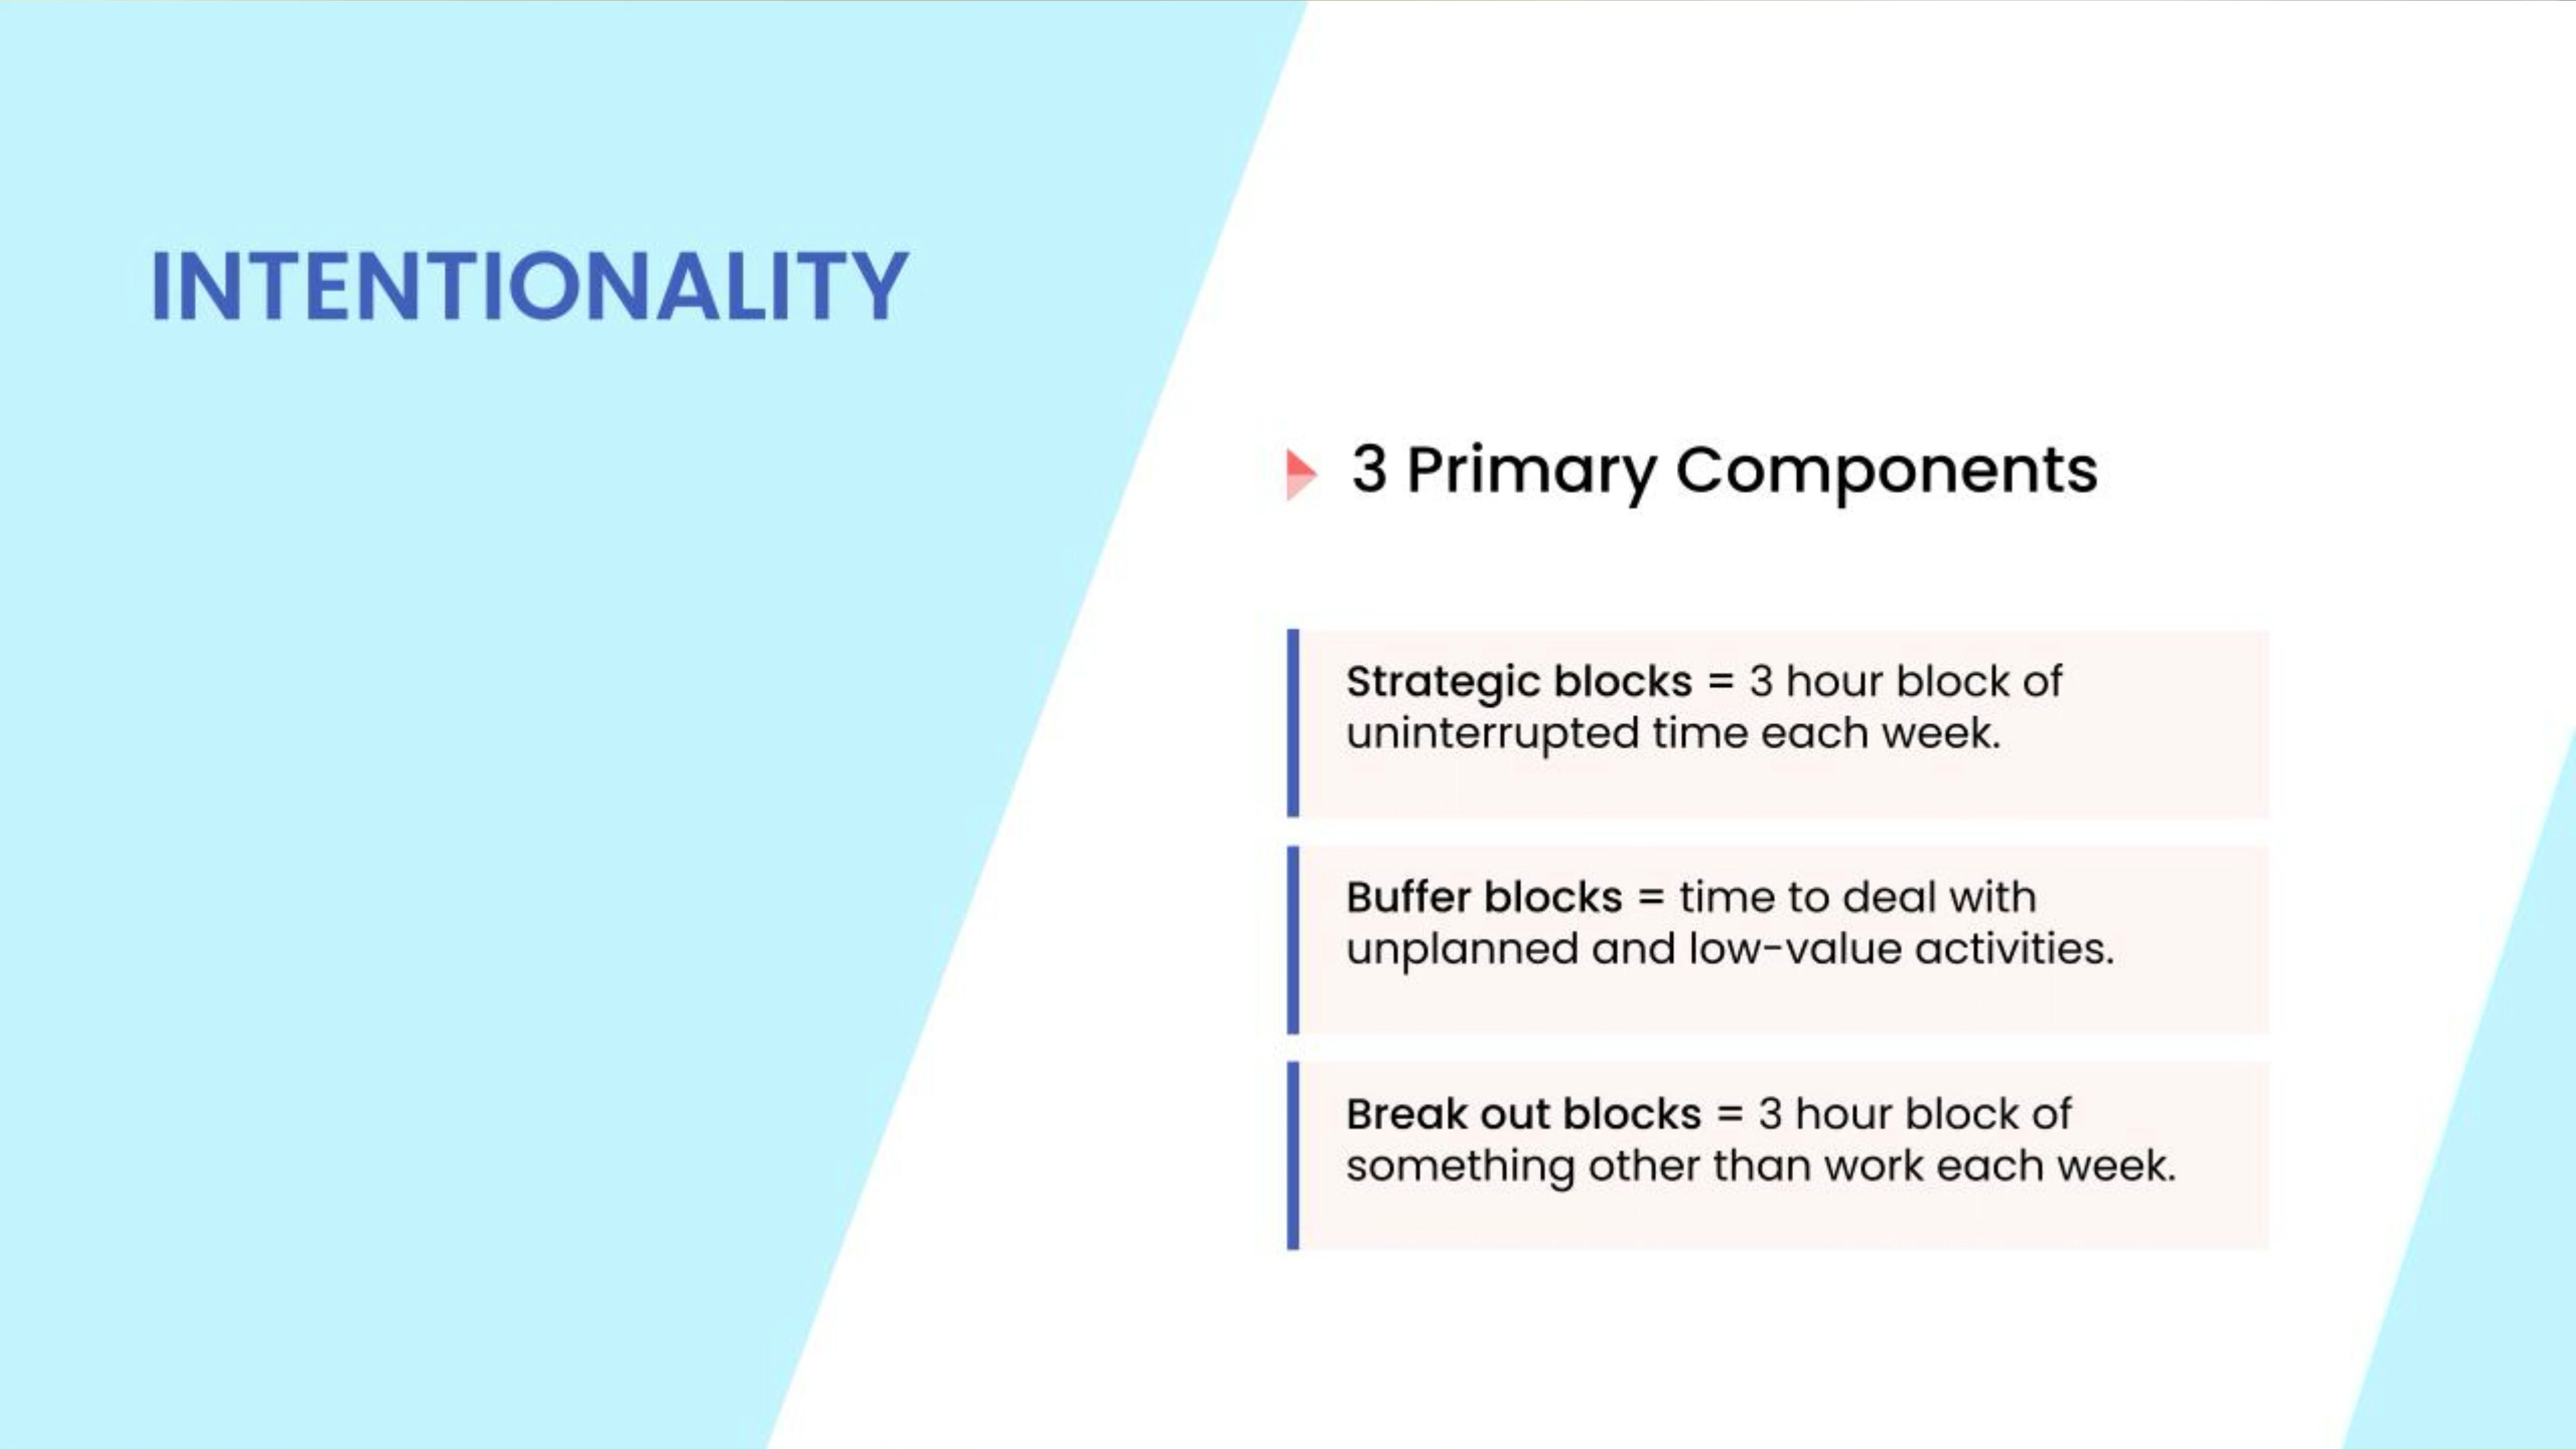 INTENTIONALITY
3 Primary Components
Strategic blocks = 3 hour block of
uninterrupted time each week.
Buffer blocks = time to deal with
unplanned and low-value activities.
Break out blocks = 3 hour block of
something other than work each week.